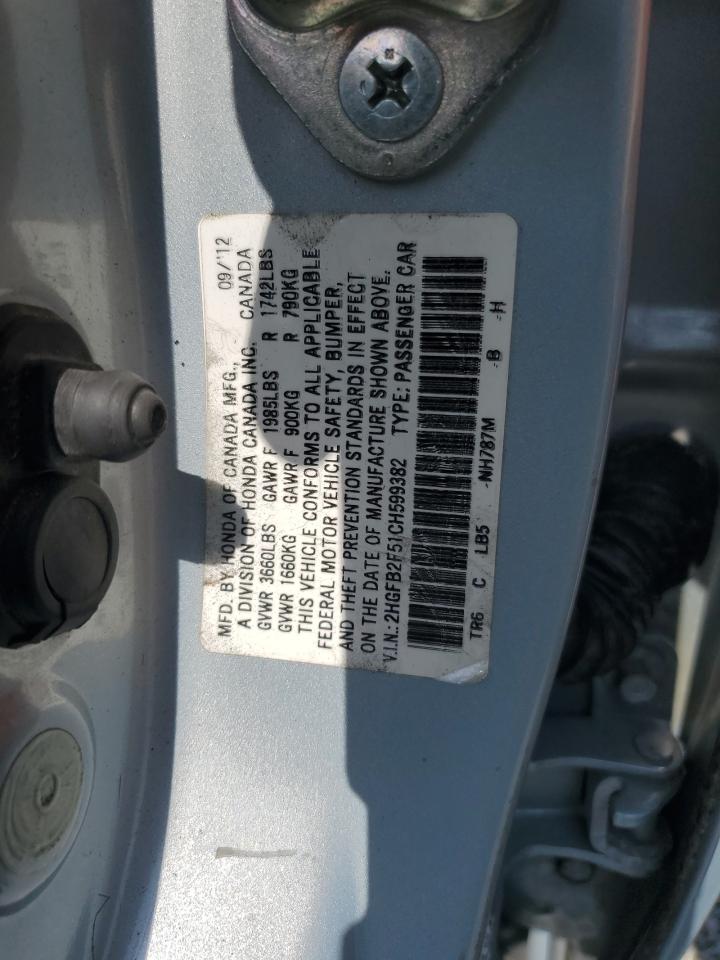 MFD. BY HONDA OF CANADA MFG., 09/'12
A DIVISION OF HONDA CANADA INC. CANADA
GVWR 3660LBS GAWR F 1985LBS R 1742LBS
GVWR 1660KG GAWR F 900KG R 790KG
THIS VEHICLE CONFORMS TO ALL APPLICABLE
FEDERAL MOTOR VEHICLE SAFETY, BUMPER,
AND THEFT PREVENTION STANDARDS IN EFFECT
ON THE DATE OF MANUFACTURE SHOWN ABOVE.
V.I.N.: 2HGFB2F51CH599382 TYPE: PASSENGER CAR
TR6 C LB5 -NH787M -B -H